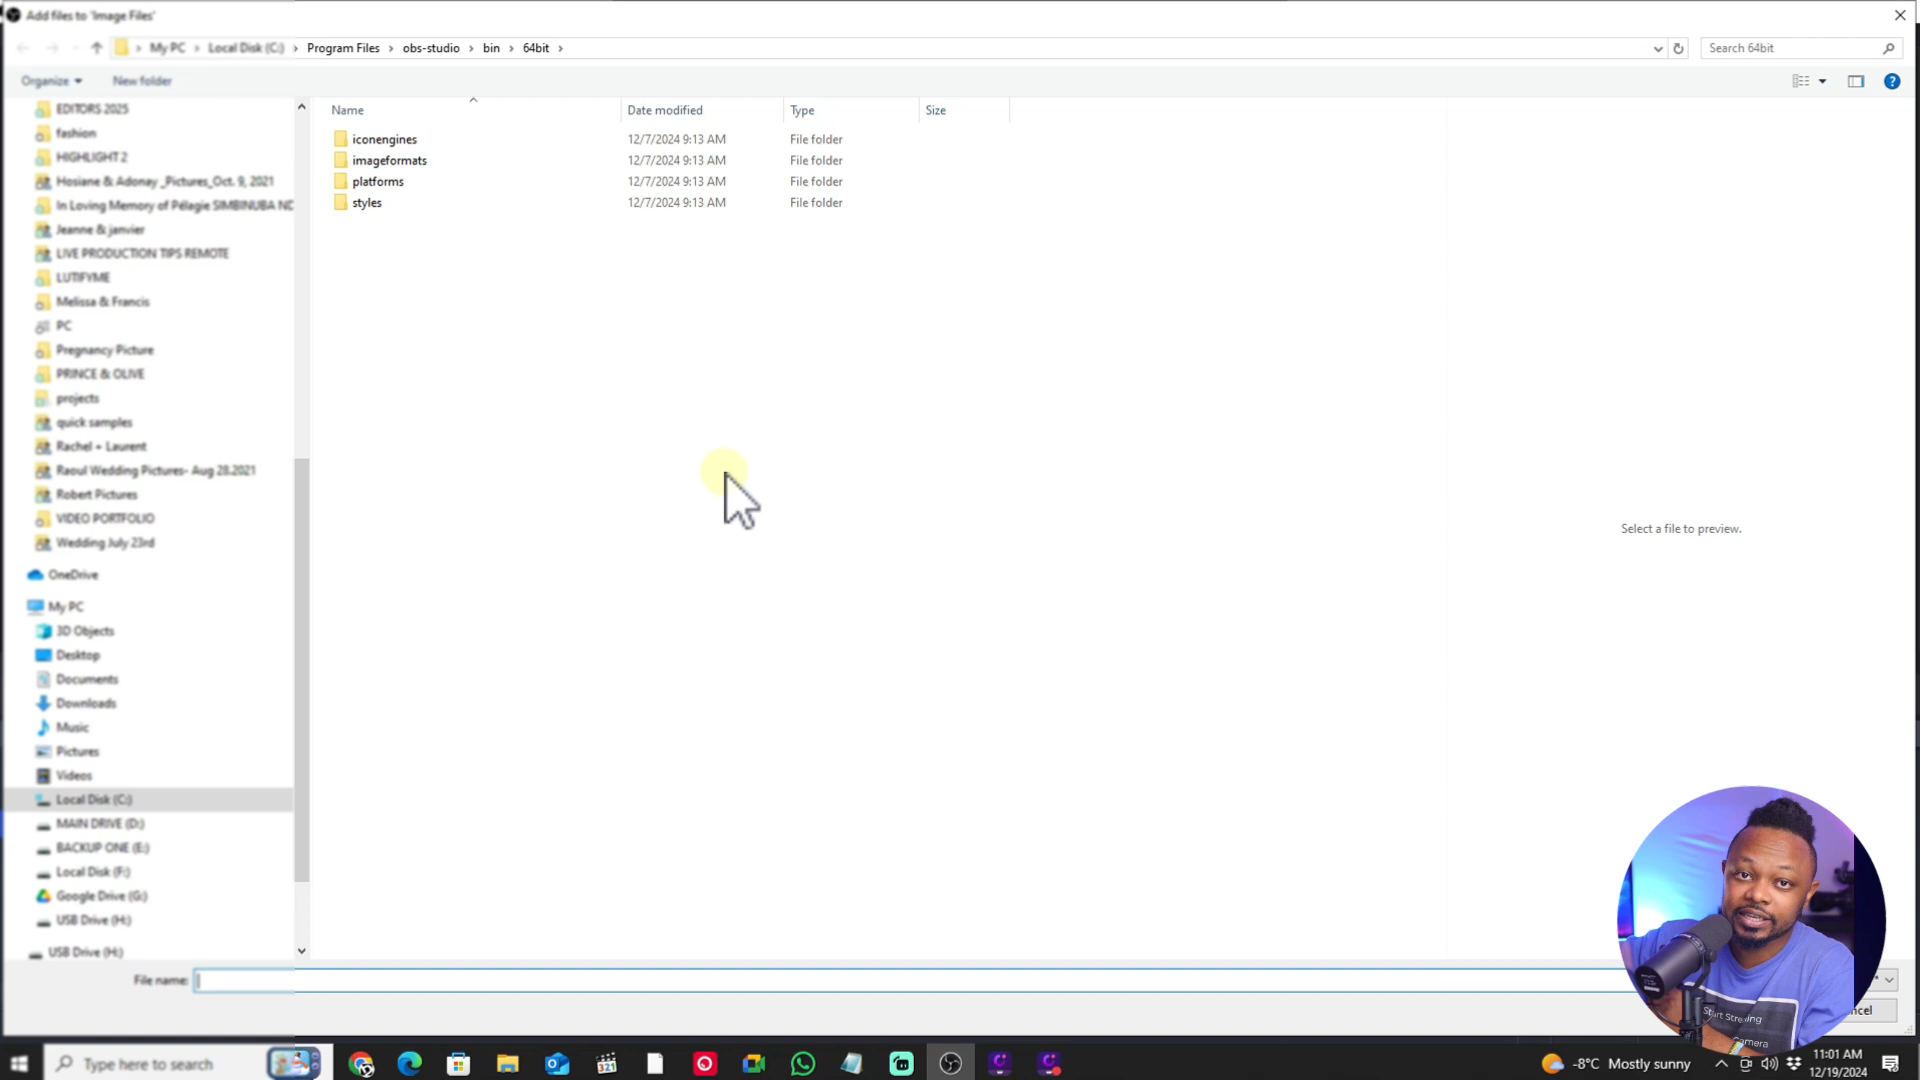 Add files to 'Image Files'
My PC > Local Disk (C:) > Program Files > obs-studio > bin > 64bit >
Search 64bit
Organize
New folder
Name
Date modified
Type
Size
iconengines 12/7/2024 9:13 AM File folder
imageformats 12/7/2024 9:13 AM File folder
platforms 12/7/2024 9:13 AM File folder
styles 12/7/2024 9:13 AM File folder
EDITORS 2025
fashion
HIGHLIGHT 2
Hosiane & Adonay _Pictures_Oct. 9, 2021
In Loving Memory of Pélagie SIMBINUBA ND
Jeanne & janvier
LIVE PRODUCTION TIPS REMOTE
LUTIFYME
Melissa & Francis
PC
Pregnancy Picture
PRINCE & OLIVE
projects
quick samples
Rachel + Laurent
Raoul Wedding Pictures- Aug 28.2021
Robert Pictures
VIDEO PORTFOLIO
Wedding July 23rd
OneDrive
My PC
3D Objects
Desktop
Documents
Downloads
Music
Pictures
Videos
Local Disk (C:)
MAIN DRIVE (D:)
BACKUP ONE (E:)
Local Disk (F:)
Google Drive (G:)
USB Drive (H:)
USB Drive (H:)
Select a file to preview.
File name:
ncel
Start Streaming
Camera
Type here to search
321
-8°C Mostly sunny
11:01 AM
12/19/2024